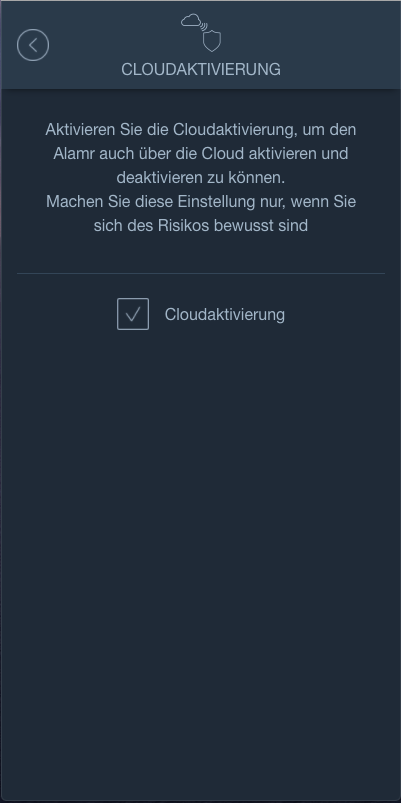 CLOUDAKTIVIERUNG
Aktivieren Sie die Cloudaktivierung, um den
Alamr auch über die Cloud aktivieren und
deaktivieren zu können.
Machen Sie diese Einstellung nur, wenn Sie
sich des Risikos bewusst sind
Cloudaktivierung